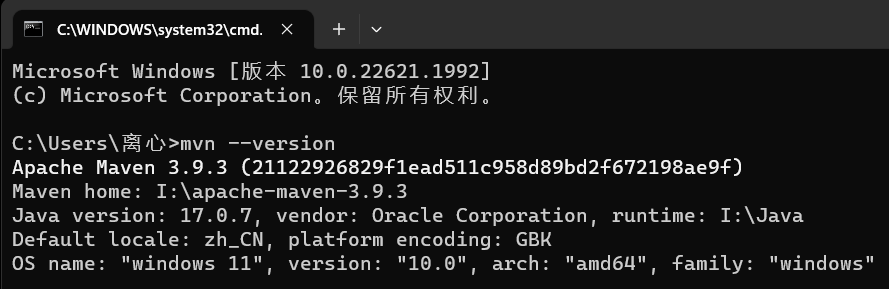 C:\WINDOWS\system32\cmd.
Microsoft Windows [版本 10.0.22621.1992]
(c) Microsoft Corporation。保留所有权利。
C:\Users\离心>mvn --version
Apache Maven 3.9.3 (21122926829f1ead511c958d89bd2f672198ae9f)
Maven home: I:\apache-maven-3.9.3
Java version: 17.0.7, vendor: Oracle Corporation, runtime: I:\Java
Default locale: zh_CN, platform encoding: GBK
OS name: "windows 11", version: "10.0", arch: "amd64", family: "windows"